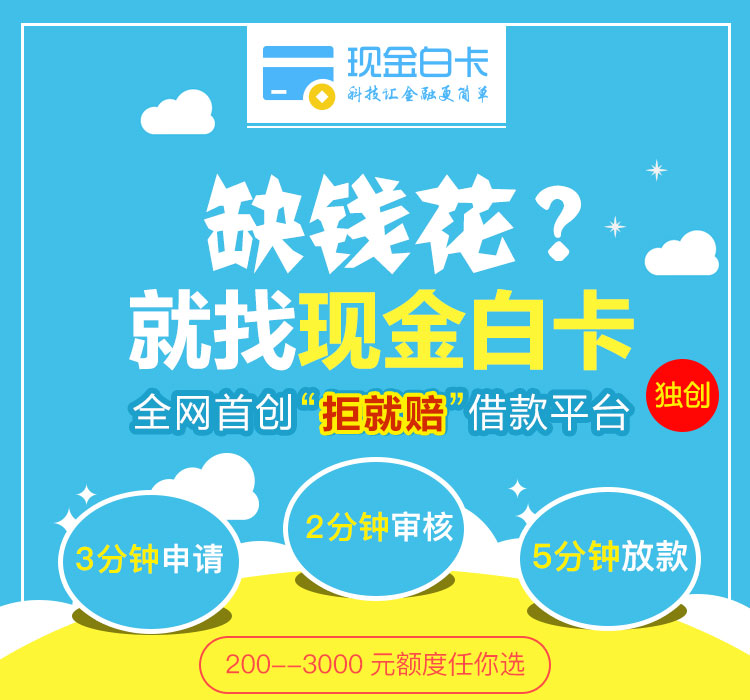 现金白卡
科技让金融更简单
缺钱花？
就找现金白卡
全网首创“拒就赔”借款平台
独创
3分钟申请
2分钟审核
5分钟放款
200--3000 元额度任你选